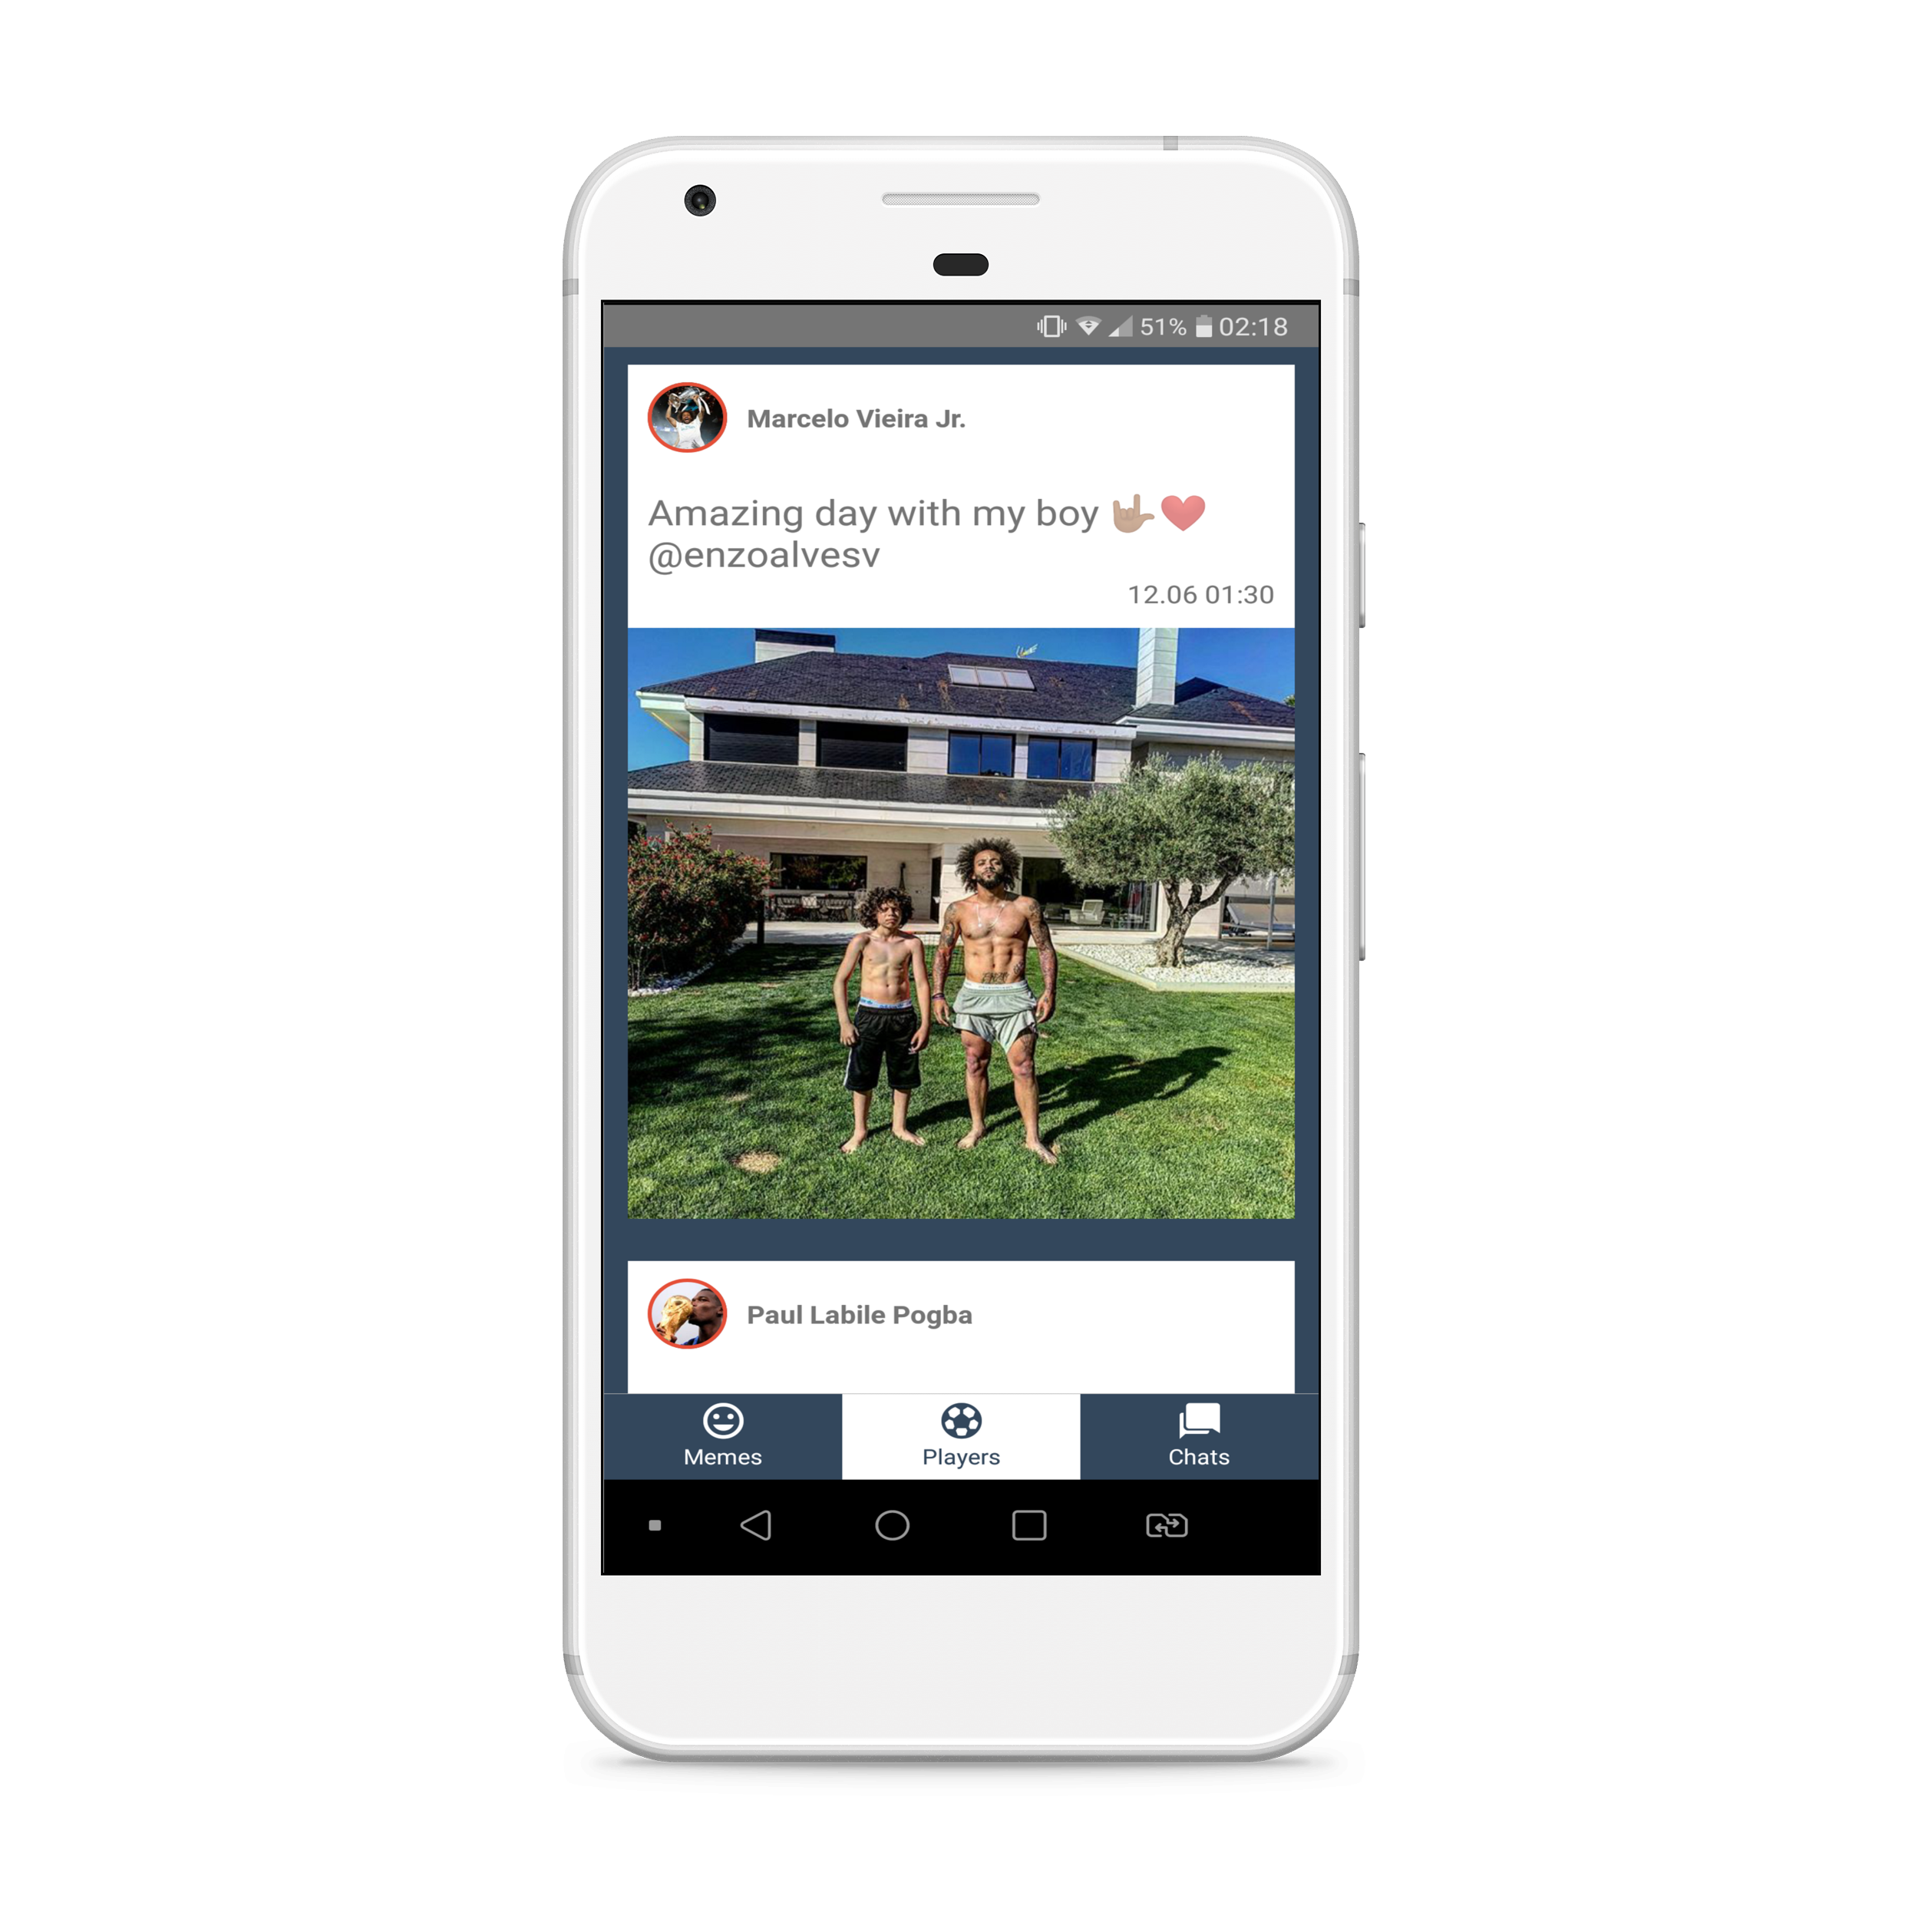 51% 02:18
Marcelo Vieira Jr.
Amazing day with my boy 🤟🏽❤️
@enzoalvesv
12.06 01:30
Paul Labile Pogba
Memes Players Chats